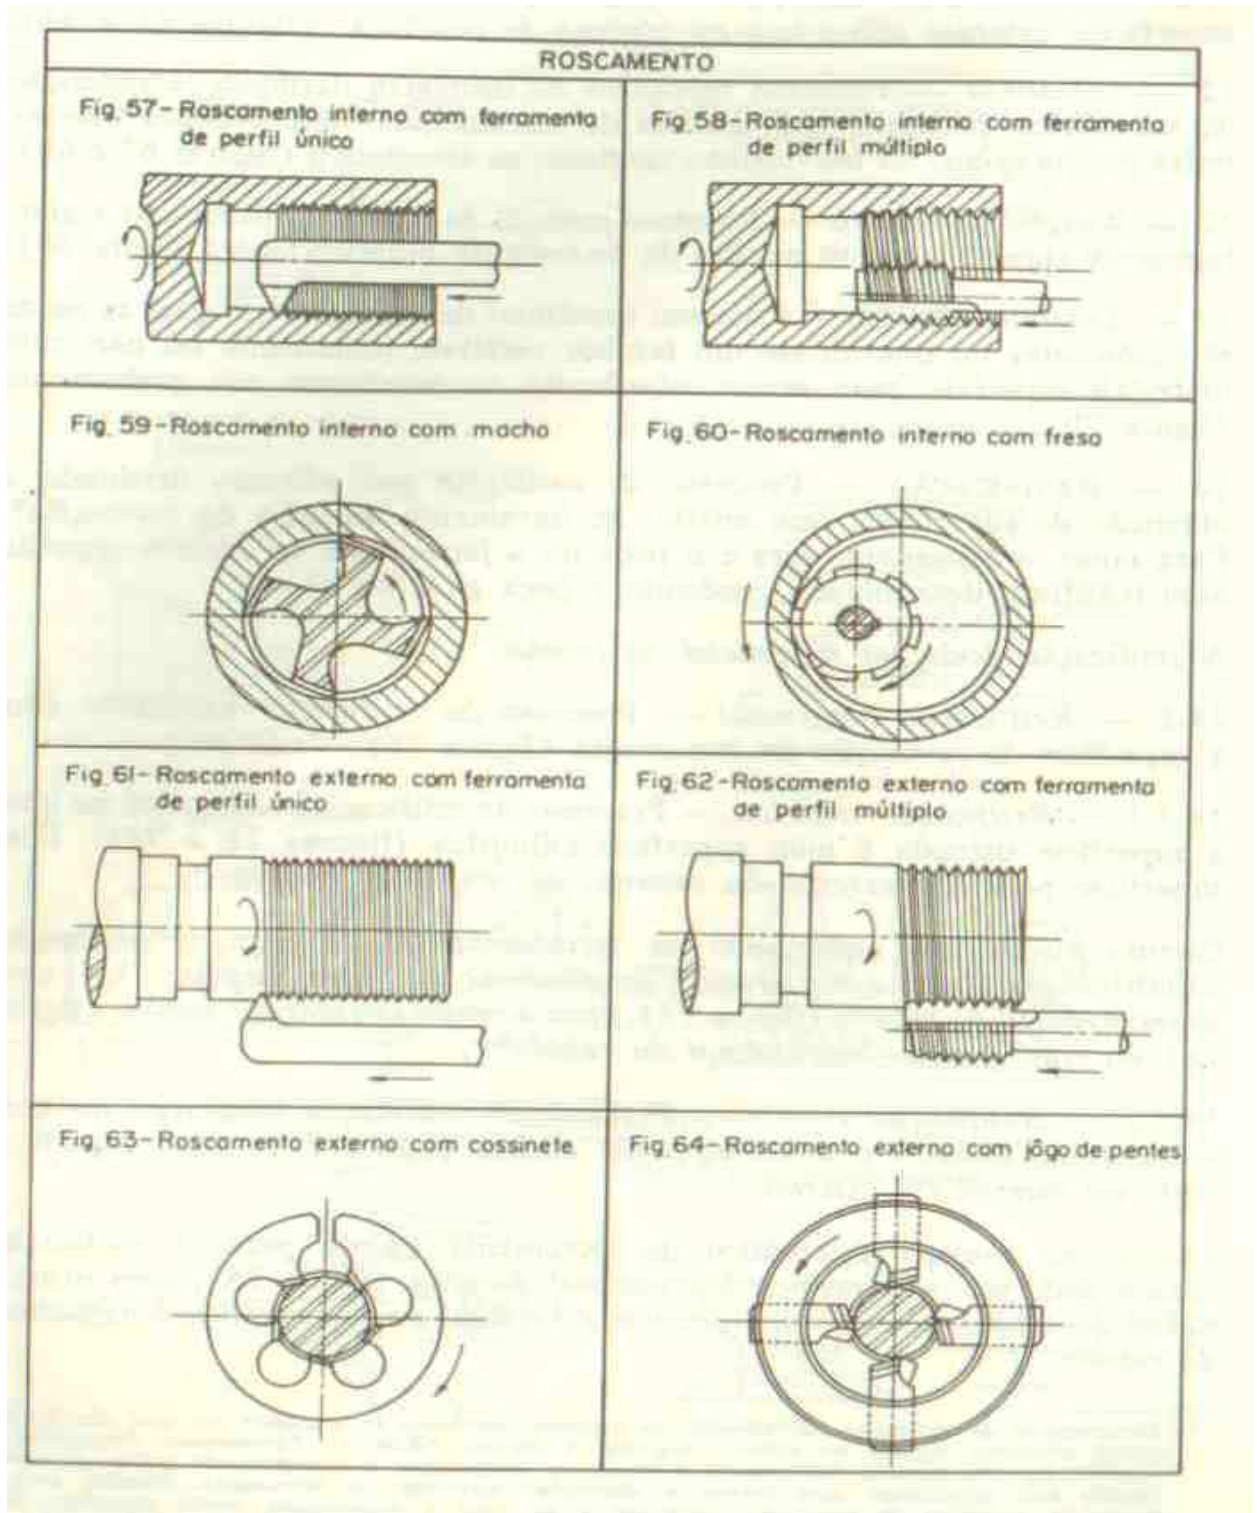 ROSCAMENTO
Fig. 57- Roscamento interno com ferramenta
de perfil único
Fig. 58- Roscamento interno com ferramenta
de perfil múltiplo
Fig. 59- Roscamento interno com macho
Fig. 60- Roscamento interno com fresa
Fig. 61- Roscamento externo com ferramenta
de perfil único
Fig. 62- Roscamento externo com ferramenta
de perfil múltiplo
Fig. 63- Roscamento externo com cossinete
Fig. 64- Roscamento externo com jôgo de pentes